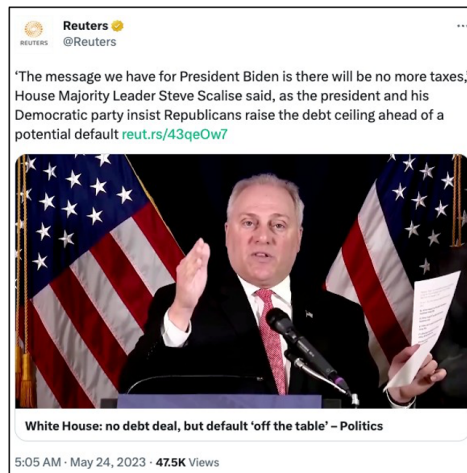 Reuters
REUTERS
@Reuters
‘The message we have for President Biden is there will be no more taxes,’
House Majority Leader Steve Scalise said, as the president and his
Democratic party insist Republicans raise the debt ceiling ahead of a
potential default reut.rs/43qeOw7
White House: no debt deal, but default ‘off the table’ – Politics
5:05 AM · May 24, 2023 · 47.5K Views